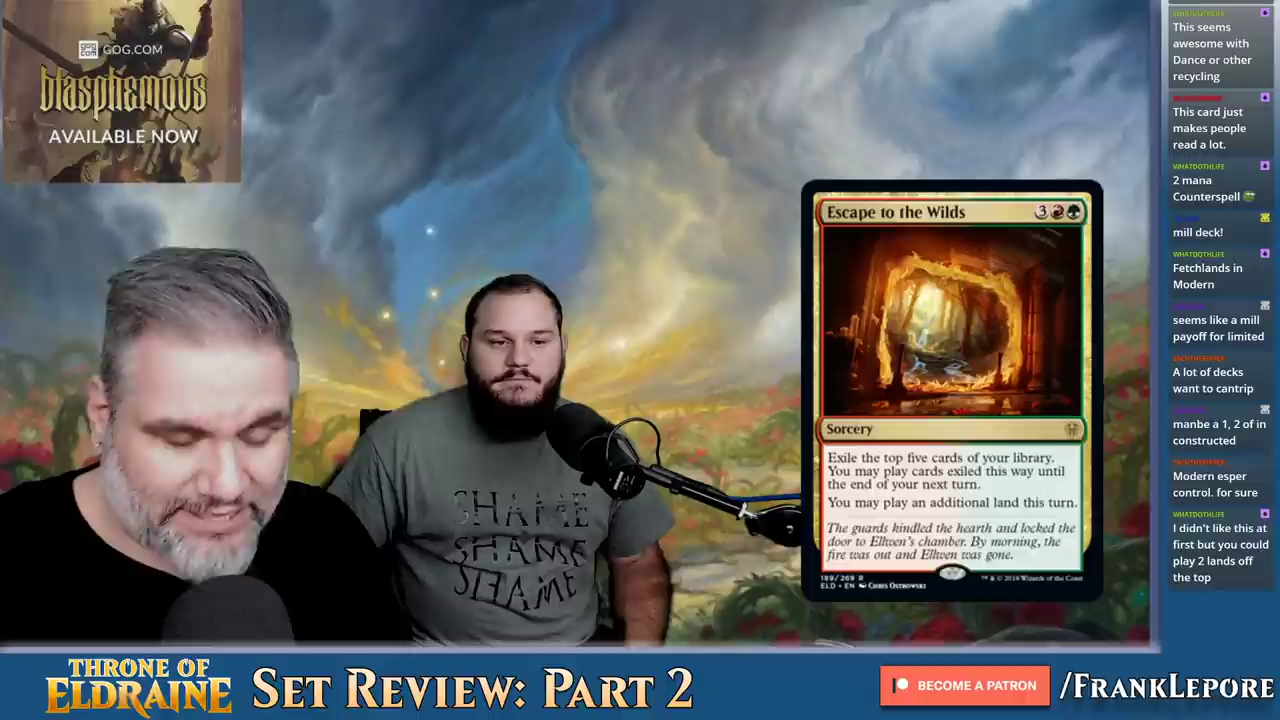 GOG.COM
blasphemous
AVAILABLE NOW
SHAME
SHAME
SHAME
Escape to the Wilds 3
Sorcery
Exile the top five cards of your library.
You may play cards exiled this way until
the end of your next turn.
You may play an additional land this turn.
The guards kindled the hearth and locked the
door to Ellwen's chamber. By morning, the
fire was out and Ellwen was gone.
189/269 R
ELD • EN Chris Ostrowski
™ & © 2019 Wizards of the Coast
WHATDOTHLIFE
This seems
awesome with
Dance or other
recycling
This card just
makes people
read a lot.
WHATDOTHLIFE
2 mana
Counterspell
mill deck!
WHATDOTHLIFE
Fetchlands in
Modern
seems like a mill
payoff for limited
A lot of decks
want to cantrip
manbe a 1, 2 of in
constructed
Modern esper
control. for sure
WHATDOTHLIFE
I didn't like this at
first but you could
play 2 lands off
the top
THRONE OF
ELDRAINE
SET REVIEW: PART 2
BECOME A PATRON
/FRANKLEPORE